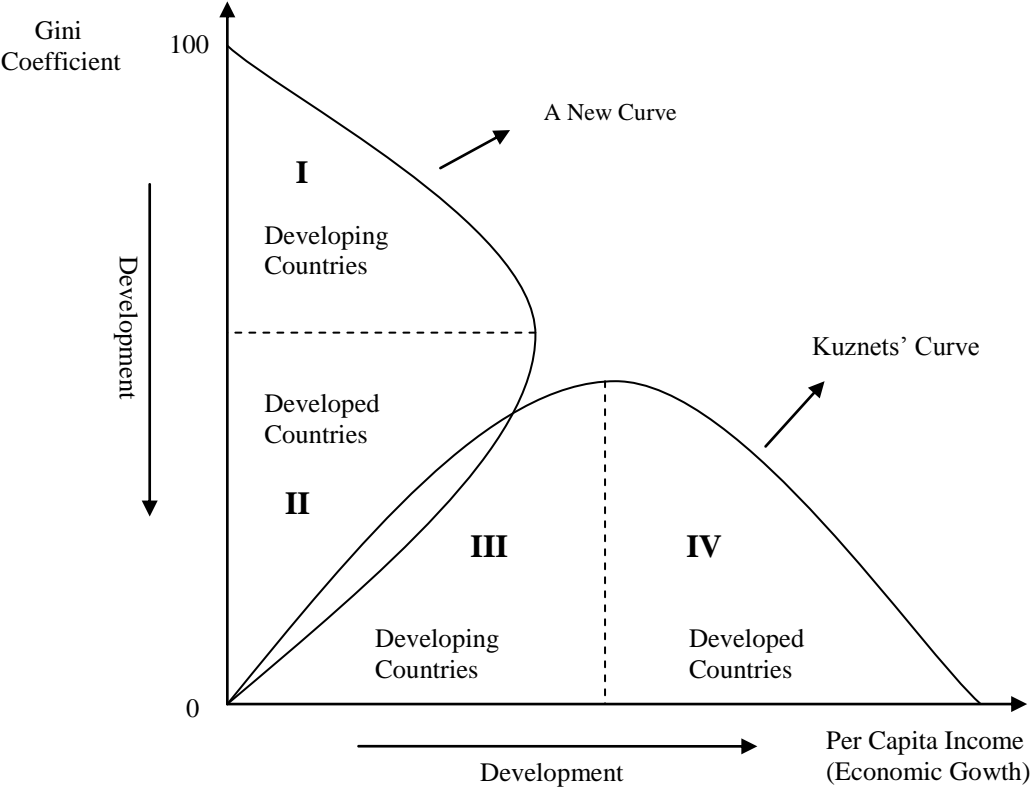 Gini
Coefficient
100
A New Curve
I
Developing
Countries
Development
Kuznets’ Curve
Developed
Countries
II
III
IV
Developing
Countries
Developed
Countries
0
Per Capita Income
(Economic Gowth)
Development